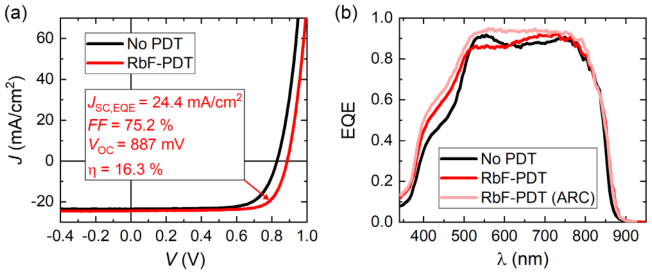 (a)
60
40
20
0
-20
J (mA/cm²)
No PDT
RbF-PDT
J_SC,EQE = 24.4 mA/cm²
FF = 75.2 %
V_OC = 887 mV
η = 16.3 %
-0.4 -0.2 0.0 0.2 0.4 0.6 0.8 1.0
V (V)
(b)
1.0
0.8
0.6
0.4
0.2
0.0
EQE
No PDT
RbF-PDT
RbF-PDT (ARC)
400 500 600 700 800 900
λ (nm)